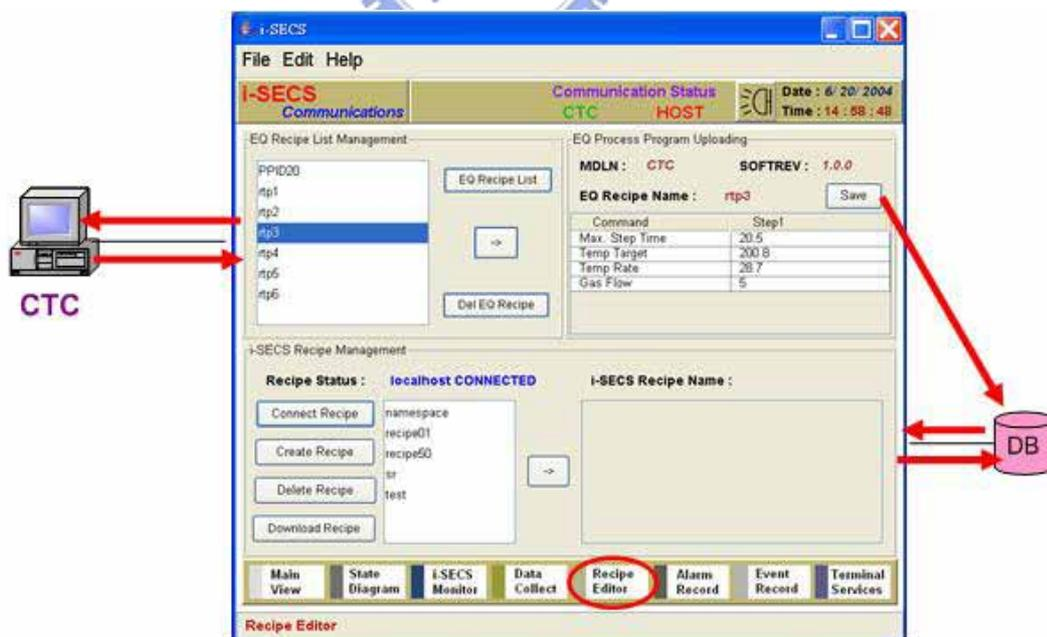 i-SECS
File Edit Help
i-SECS
Communications
Communication Status
CTC HOST
Date : 6/ 20/ 2004
Time : 14 : 58 : 48
EQ Recipe List Management
PPID20
rtp1
rtp2
rtp3
rtp4
rtp5
rtp6
EQ Recipe List
->
Del EQ Recipe
EQ Process Program Uploading
MDLN : CTC SOFTREV : 1.0.0
EQ Recipe Name : rtp3 Save
Command Step1
Max. Step Time 20.5
Temp Target 200.8
Temp Rate 28.7
Gas Flow 5
CTC
i-SECS Recipe Management
Recipe Status : localhost CONNECTED
Connect Recipe
Create Recipe
Delete Recipe
Download Recipe
namespace
recipe01
recipe50
sr
test
->
i-SECS Recipe Name :
DB
Main View
State Diagram
i-SECS Monitor
Data Collect
Recipe Editor
Alarm Record
Event Record
Terminal Services
Recipe Editor